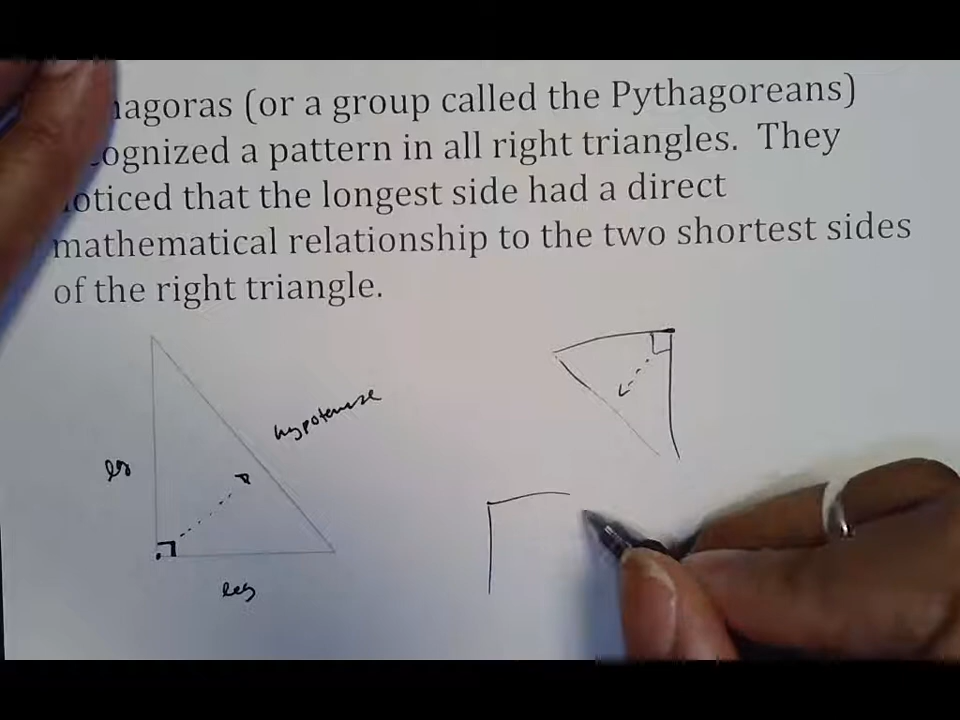 hagoras (or a group called the Pythagoreans)
ognized a pattern in all right triangles. They
oticed that the longest side had a direct
mathematical relationship to the two shortest sides
of the right triangle.
hypotenuse
leg
leg